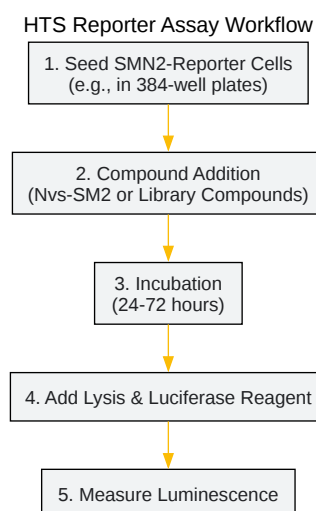 HTS Reporter Assay Workflow
1. Seed SMN2-Reporter Cells
(e.g., in 384-well plates)
2. Compound Addition
(Nvs-SM2 or Library Compounds)
3. Incubation
(24-72 hours)
4. Add Lysis & Luciferase Reagent
5. Measure Luminescence